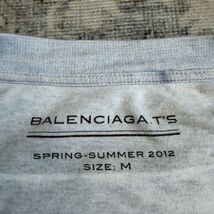 BALENCIAGA.T'S
SPRING-SUMMER 2012
SIZE: M